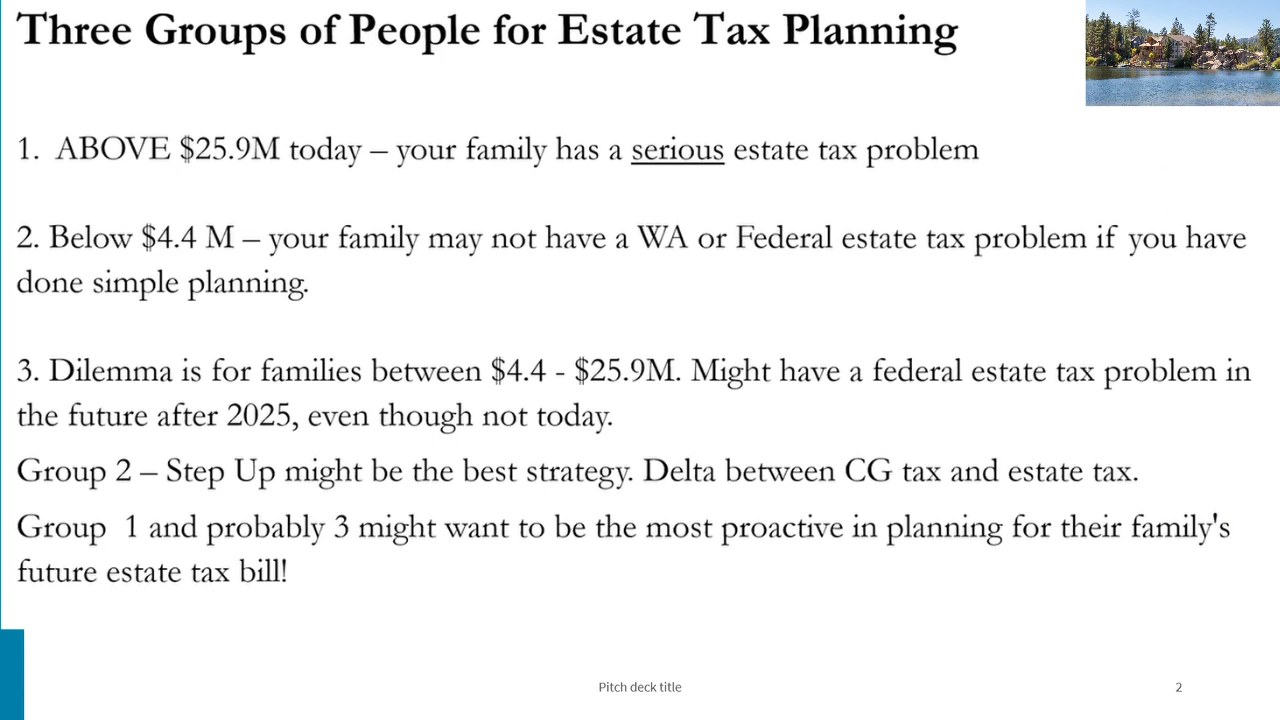 Three Groups of People for Estate Tax Planning
1. ABOVE $25.9M today – your family has a serious estate tax problem
2. Below $4.4 M – your family may not have a WA or Federal estate tax problem if you have
done simple planning.
3. Dilemma is for families between $4.4 - $25.9M. Might have a federal estate tax problem in
the future after 2025, even though not today.
Group 2 – Step Up might be the best strategy. Delta between CG tax and estate tax.
Group 1 and probably 3 might want to be the most proactive in planning for their family's
future estate tax bill!
Pitch deck title
2